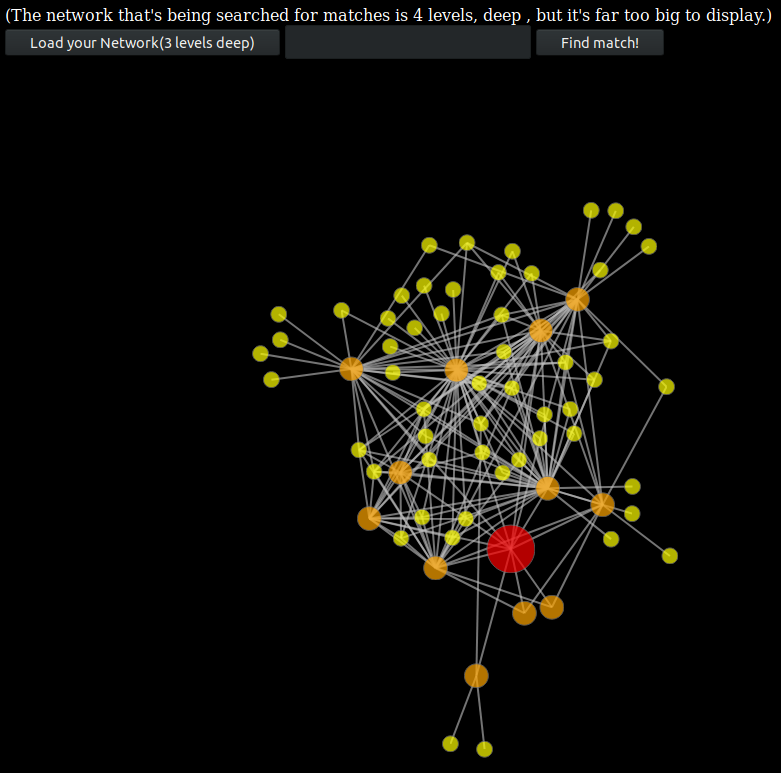 (The network that's being searched for matches is 4 levels, deep , but it's far too big to display.)
Load your Network(3 levels deep) Find match!